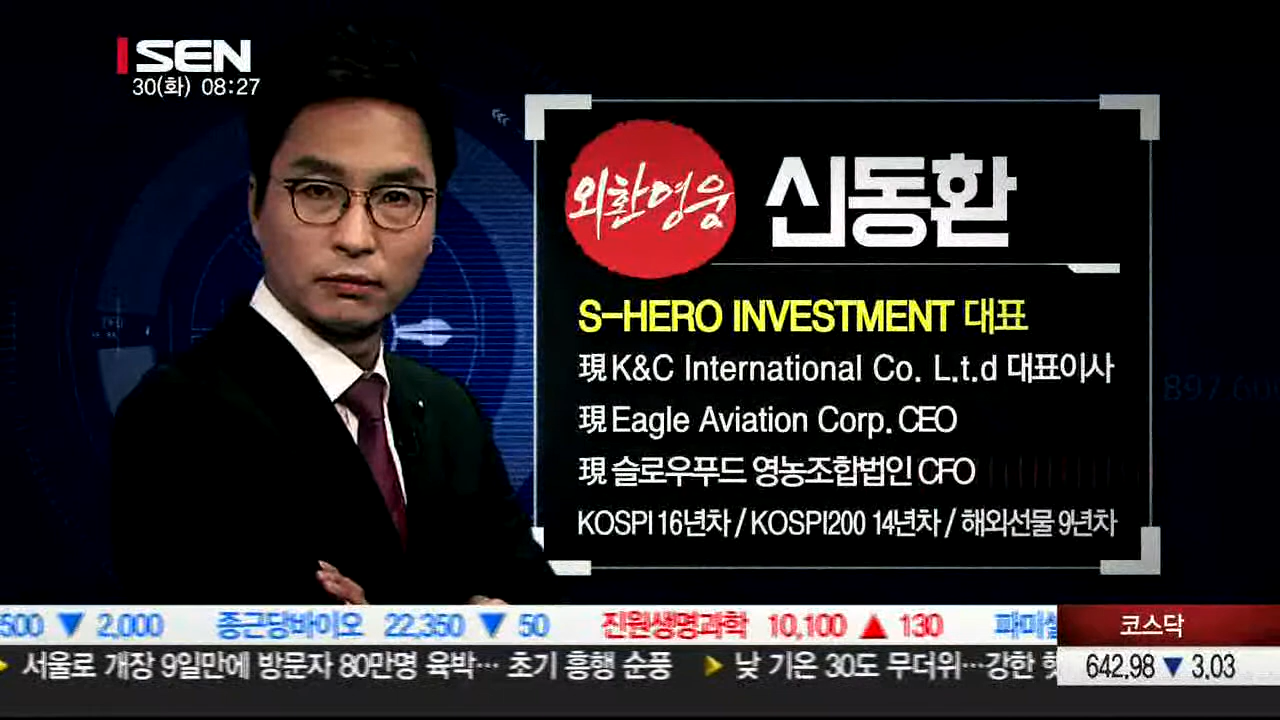 SEN
30(화) 08:27
외환영웅
신동환
S-HERO INVESTMENT 대표
現 K&C International Co. L.t.d 대표이사
現 Eagle Aviation Corp. CEO
現 슬로우푸드 영농조합법인 CFO
KOSPI 16년차 / KOSPI200 14년차 / 해외선물 9년차
897.60
500 ▼ 2,000 종근당바이오 22,350 ▼ 50 진원생명과학 10,100 ▲ 130
코스닥
서울로 개장 9일만에 방문자 80만명 육박… 초기 흥행 순풍 ▶ 낮 기온 30도 무더위…강한
642.98 ▼ 3.03